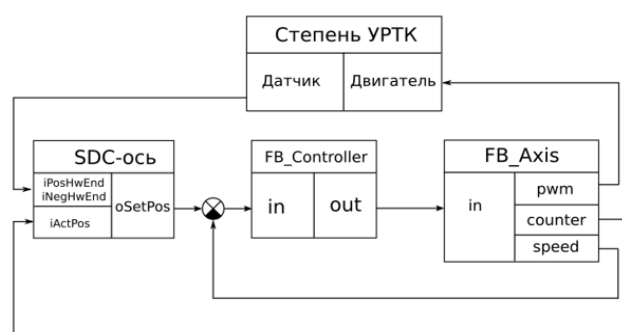 Степень УРТК
Датчик
Двигатель
SDC-ось
iPosHwEnd
iNegHwEnd
iActPos
oSetPos
FB_Controller
in
out
FB_Axis
in
pwm
counter
speed